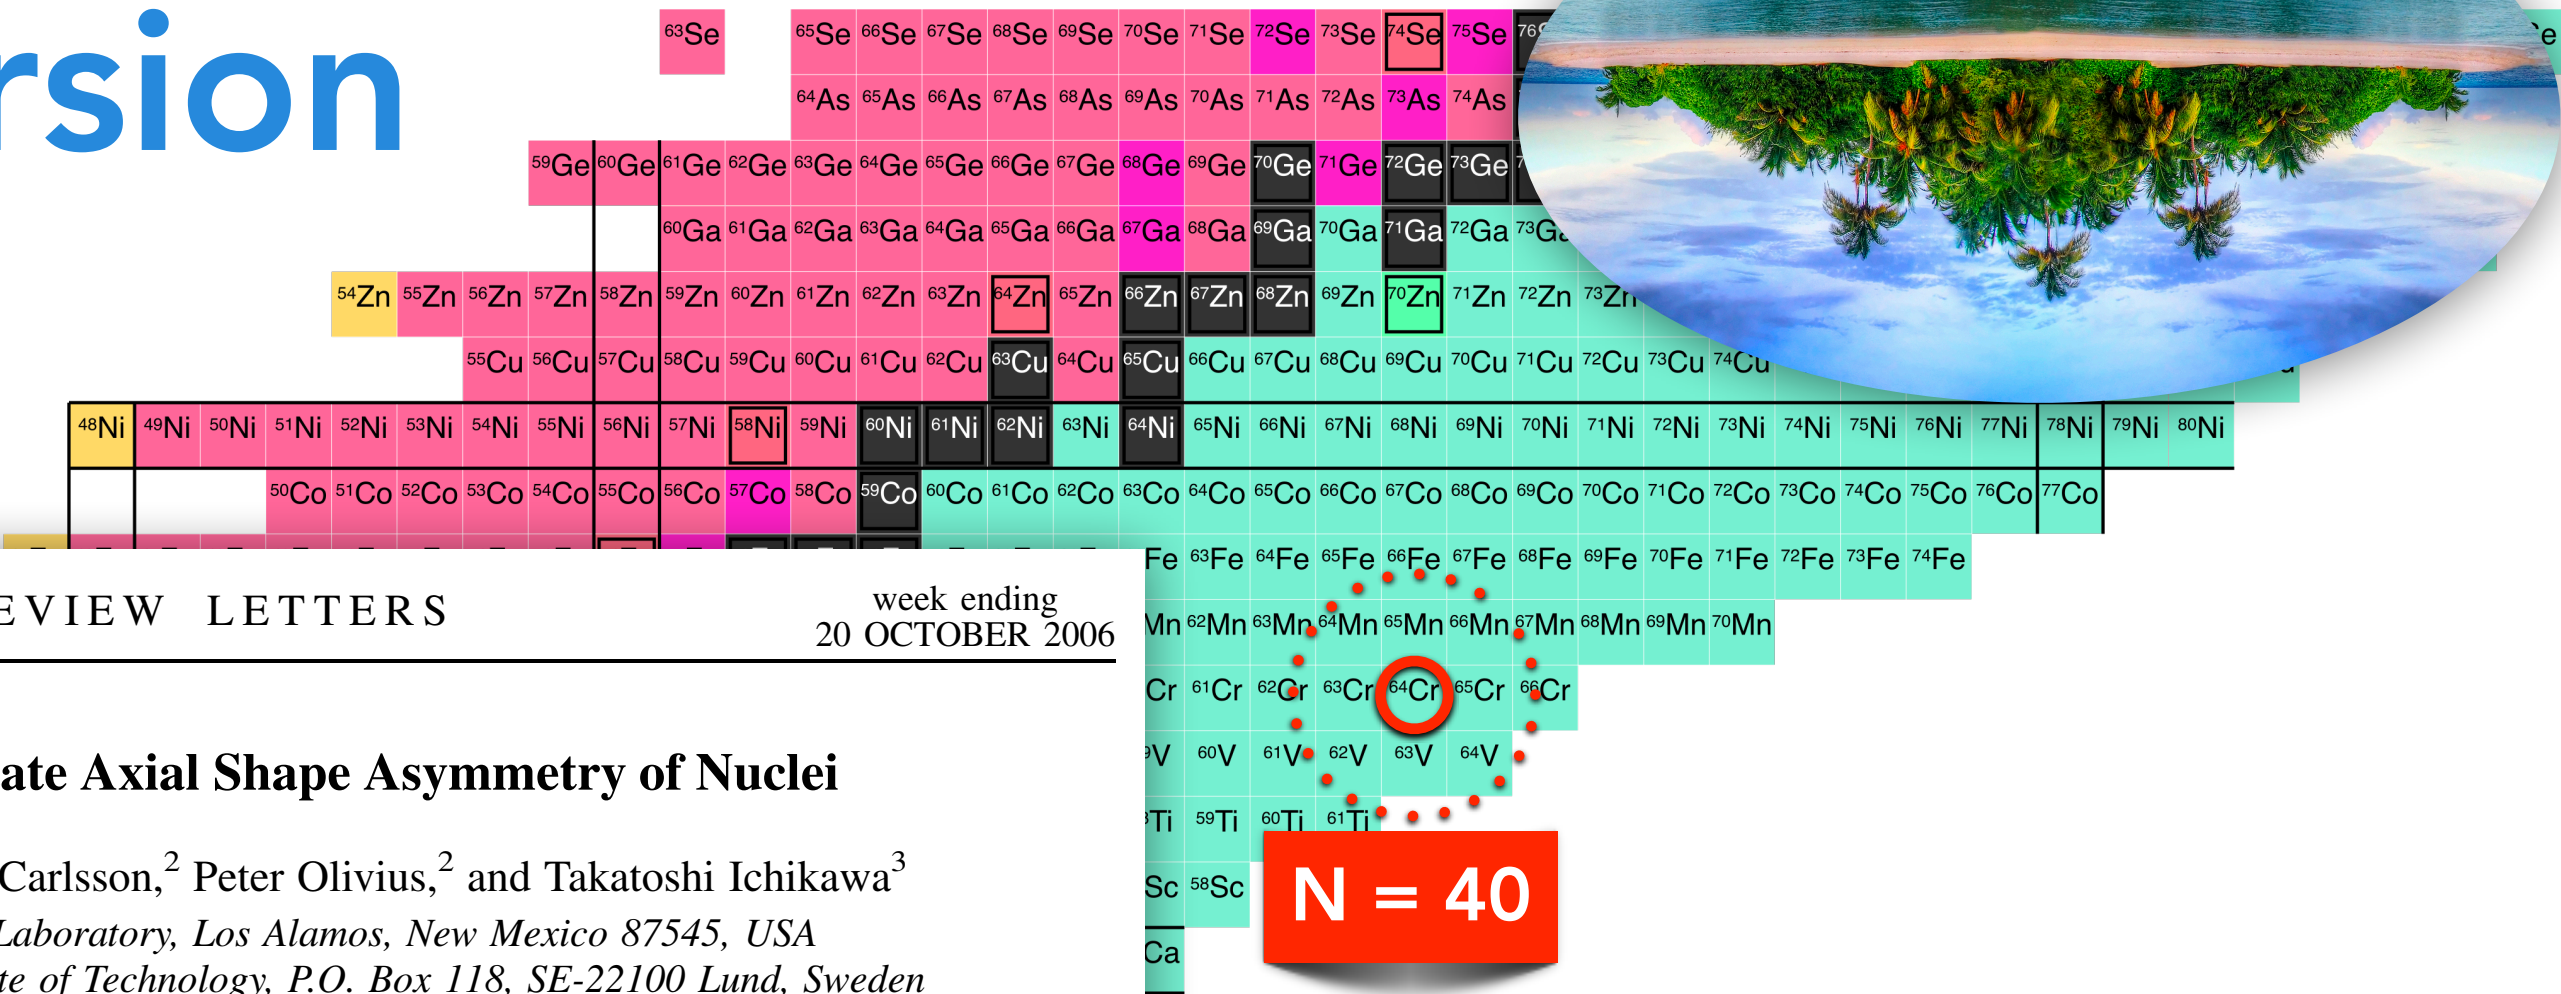 rsion
63Se 65Se 66Se 67Se 68Se 69Se 70Se 71Se 72Se 73Se 74Se 75Se
64As 65As 66As 67As 68As 69As 70As 71As 72As 73As 74As
59Ge 60Ge 61Ge 62Ge 63Ge 64Ge 65Ge 66Ge 67Ge 68Ge 69Ge 70Ge 71Ge 72Ge 73Ge
60Ga 61Ga 62Ga 63Ga 64Ga 65Ga 66Ga 67Ga 68Ga 69Ga 70Ga 71Ga 72Ga 73Ga
54Zn 55Zn 56Zn 57Zn 58Zn 59Zn 60Zn 61Zn 62Zn 63Zn 64Zn 65Zn 66Zn 67Zn 68Zn 69Zn 70Zn 71Zn 72Zn 73Zn
55Cu 56Cu 57Cu 58Cu 59Cu 60Cu 61Cu 62Cu 63Cu 64Cu 65Cu 66Cu 67Cu 68Cu 69Cu 70Cu 71Cu 72Cu 73Cu 74Cu
48Ni 49Ni 50Ni 51Ni 52Ni 53Ni 54Ni 55Ni 56Ni 57Ni 58Ni 59Ni 60Ni 61Ni 62Ni 63Ni 64Ni 65Ni 66Ni 67Ni 68Ni 69Ni 70Ni 71Ni 72Ni 73Ni 74Ni 75Ni 76Ni 77Ni 78Ni 79Ni 80Ni
50Co 51Co 52Co 53Co 54Co 55Co 56Co 57Co 58Co 59Co 60Co 61Co 62Co 63Co 64Co 65Co 66Co 67Co 68Co 69Co 70Co 71Co 72Co 73Co 74Co 75Co 76Co 77Co
Fe 63Fe 64Fe 65Fe 66Fe 67Fe 68Fe 69Fe 70Fe 71Fe 72Fe 73Fe 74Fe
Mn 62Mn 63Mn 64Mn 65Mn 66Mn 67Mn 68Mn 69Mn 70Mn
Cr 61Cr 62Cr 63Cr 64Cr 65Cr 66Cr
V 60V 61V 62V 63V 64V
Ti 59Ti 60Ti 61Ti
Sc 58Sc
Ca
N = 40
EVIEW LETTERS
week ending
20 OCTOBER 2006
ate Axial Shape Asymmetry of Nuclei
Carlsson,2 Peter Olivius,2 and Takatoshi Ichikawa3
Laboratory, Los Alamos, New Mexico 87545, USA
te of Technology, P.O. Box 118, SE-22100 Lund, Sweden